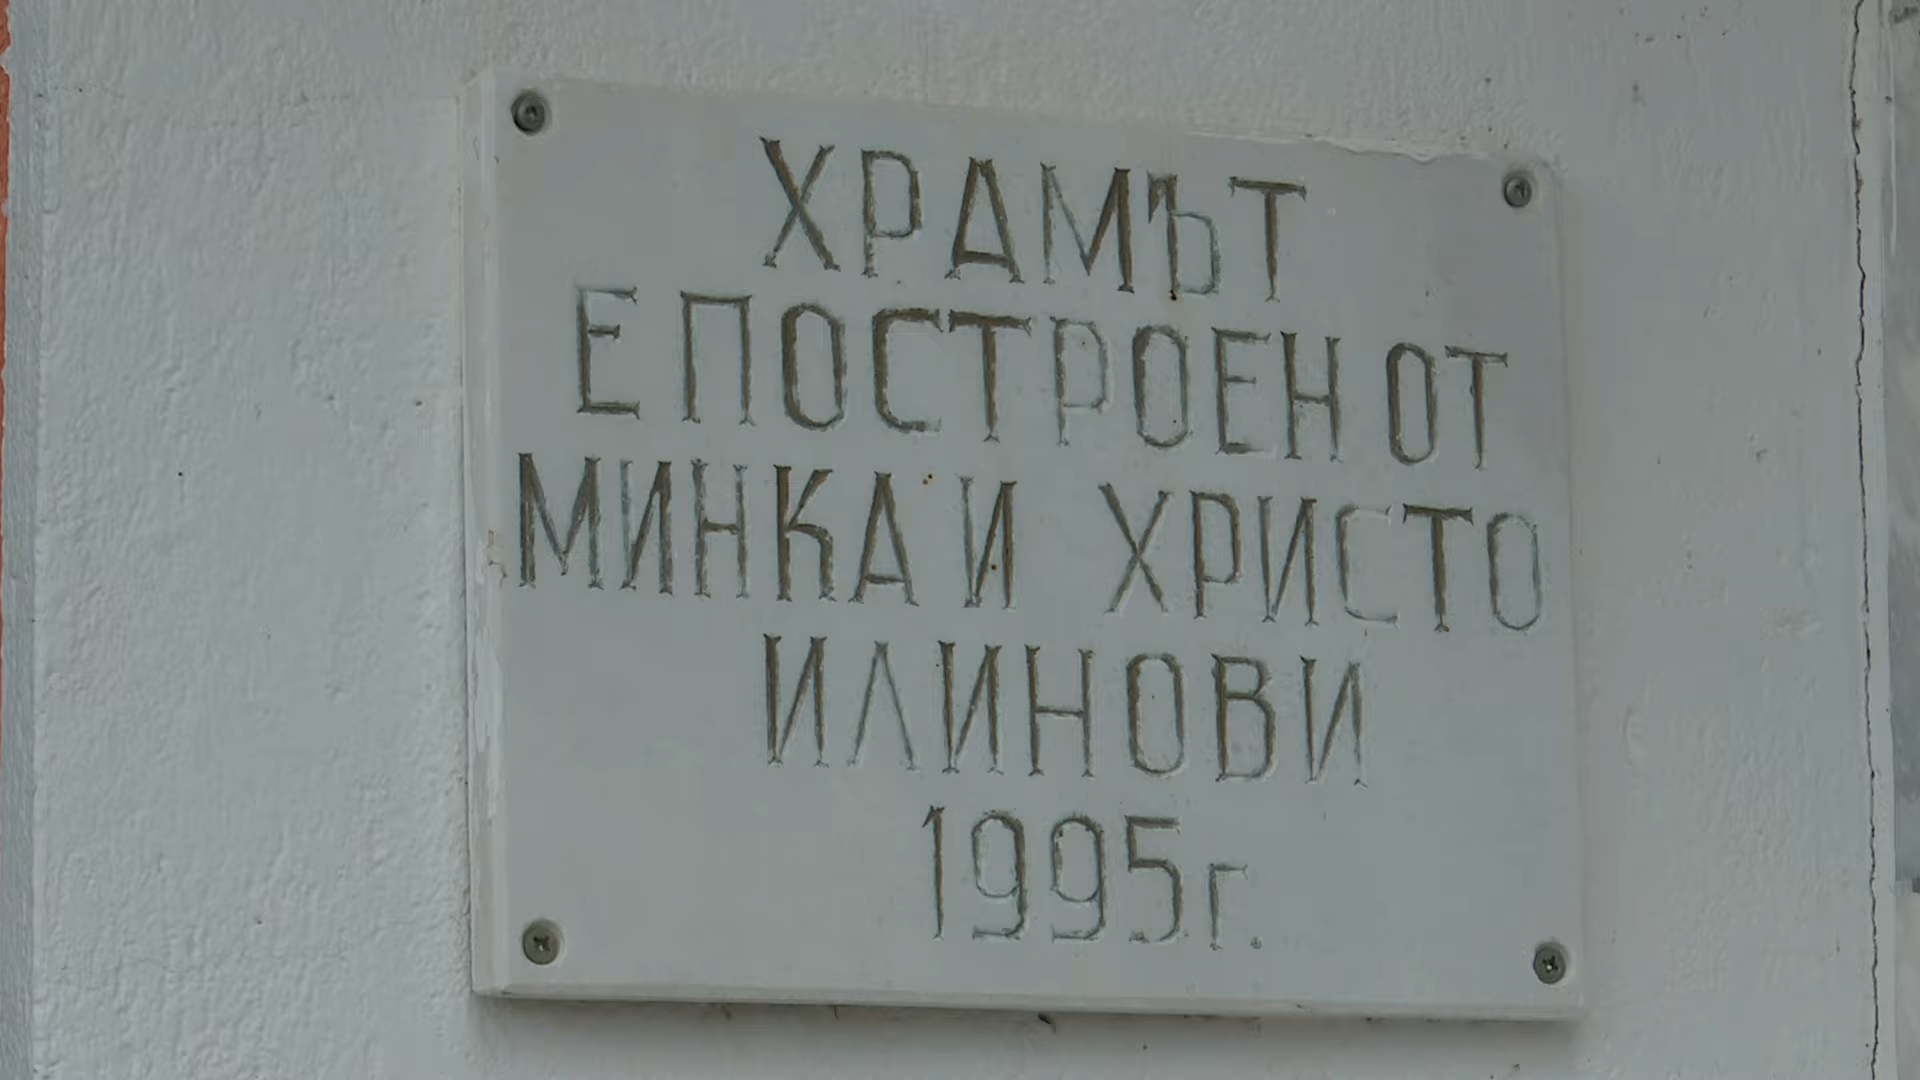 ХРАМЪТ
Е ПОСТРОЕН ОТ
МИНКА И ХРИСТО
ИЛИНОВИ
1995г.